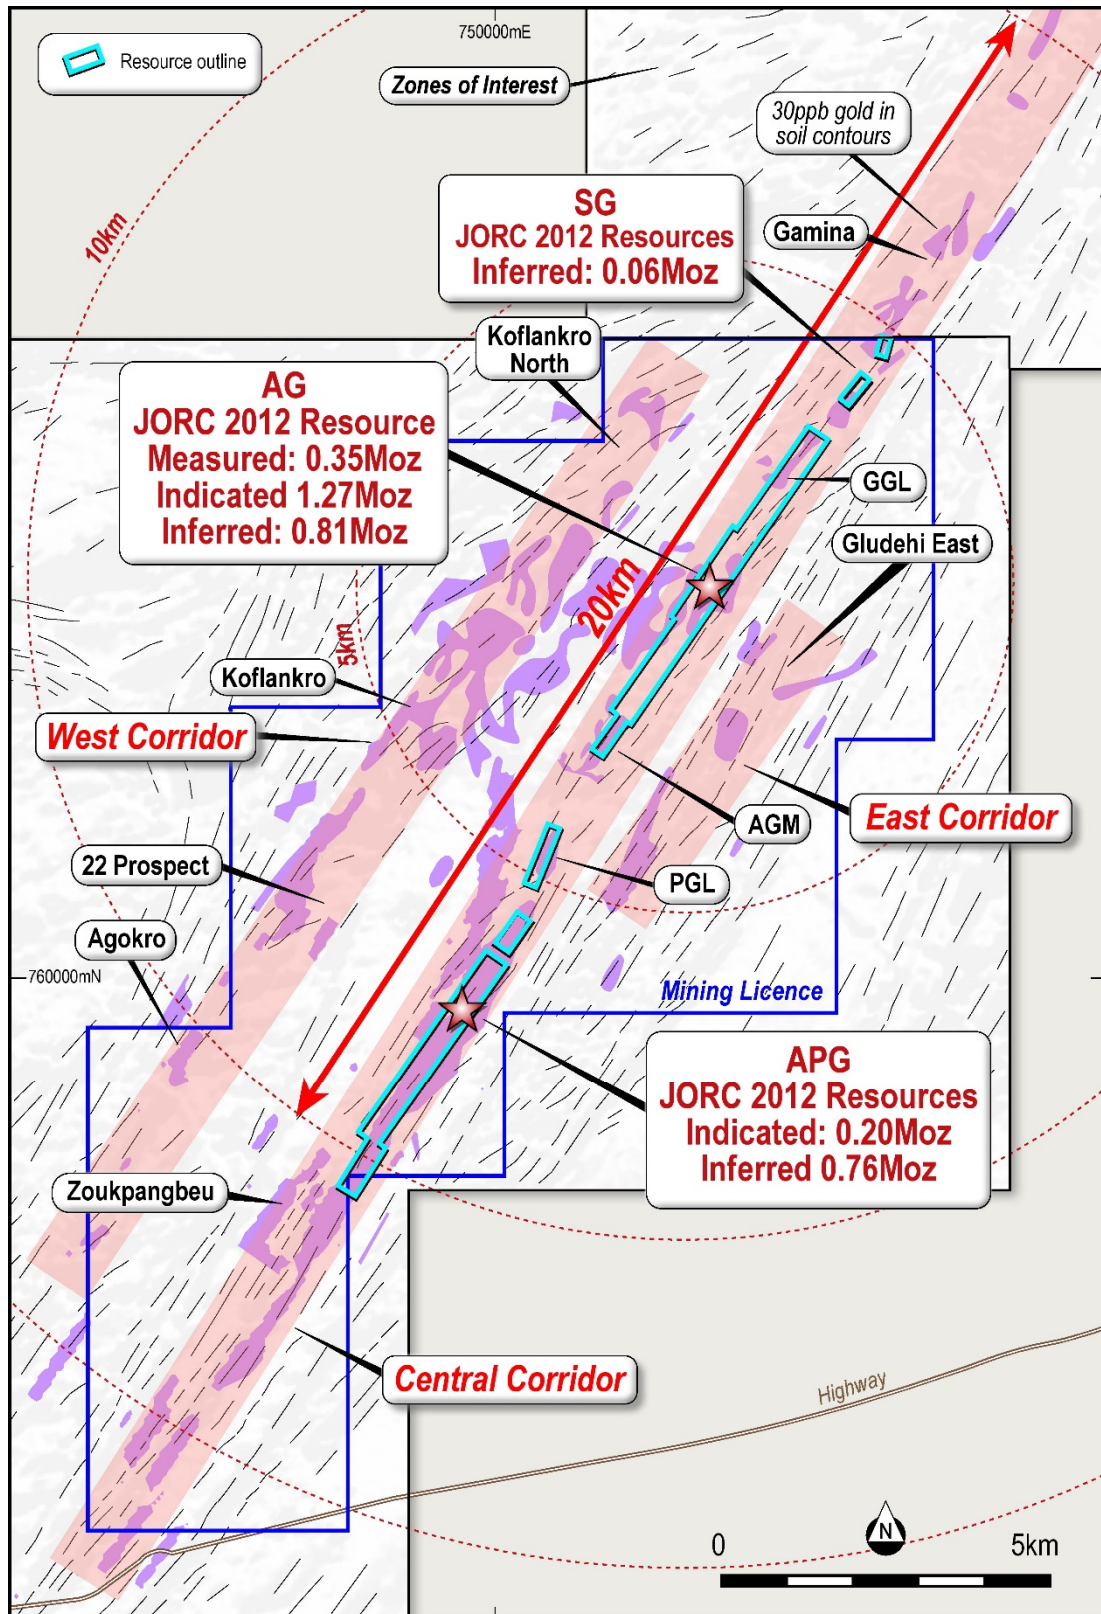 750000mE
Resource outline
Zones of Interest
30ppb gold in
soil contours
10km
SG
JORC 2012 Resources
Inferred: 0.06Moz
Gamina
Koflankro
North
AG
JORC 2012 Resource
Measured: 0.35Moz
Indicated 1.27Moz
Inferred: 0.81Moz
GGL
Gludehi East
20km
5km
Koflankro
West Corridor
AGM
East Corridor
22 Prospect
PGL
Agokro
760000mN
Mining Licence
APG
JORC 2012 Resources
Indicated: 0.20Moz
Inferred 0.76Moz
Zoukpangbeu
Central Corridor
Highway
N
0
5km